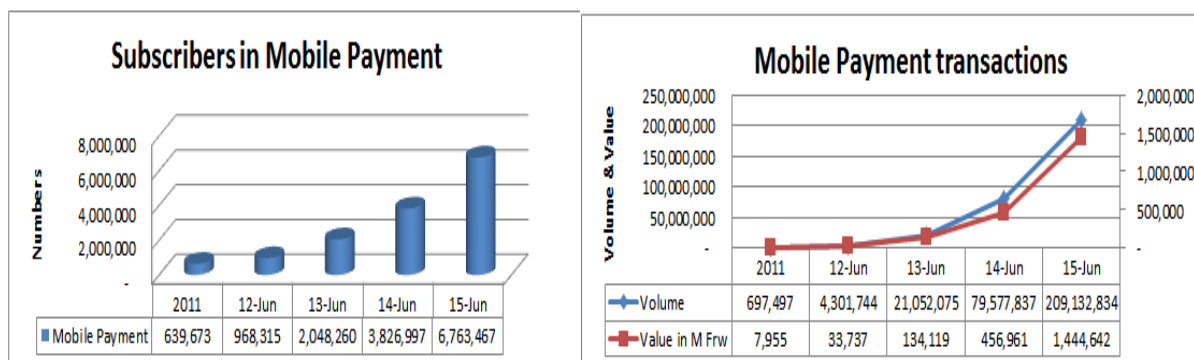 Subscribers in Mobile Payment
Numbers
8,000,000
6,000,000
4,000,000
2,000,000
-
2011 12-Jun 13-Jun 14-Jun 15-Jun
Mobile Payment 639,673 968,315 2,048,260 3,826,997 6,763,467
Mobile Payment transactions
Volume & Value
250,000,000 2,000,000
200,000,000
150,000,000 1,500,000
100,000,000 1,000,000
50,000,000 500,000
- -
2011 12-Jun 13-Jun 14-Jun 15-Jun
Volume 697,497 4,301,744 21,052,075 79,577,837 209,132,834
Value in M Frw 7,955 33,737 134,119 456,961 1,444,642